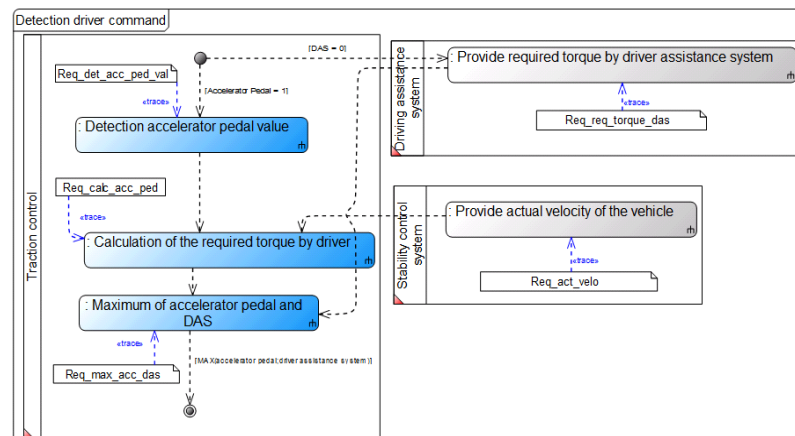 Detection driver command
[DAS = 0]
Driving assistance
system
: Provide required torque by driver assistance system
Req_det_acc_ped_val
«trace»
[Accelerator Pedal = 1]
«trace»
Req_req_torque_das
: Detection accelerator pedal value
Traction control
Req_calc_acc_ped
«trace»
Stability control
system
: Provide actual velocity of the vehicle
: Calculation of the required torque by driver
«trace»
Req_act_velo
: Maximum of accelerator pedal and
DAS
«trace»
[MAX(accelerator pedal;driver assistance system)]
Req_max_acc_das